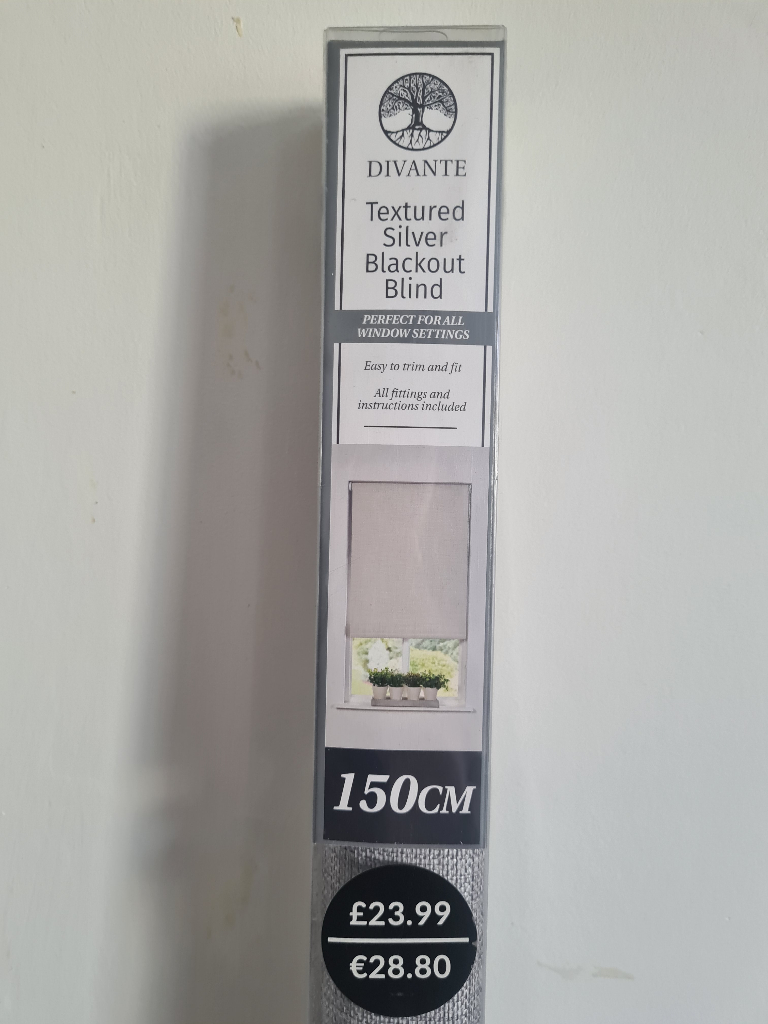 DIVANTE
Textured
Silver
Blackout
Blind
PERFECT FOR ALL
WINDOW SETTINGS
Easy to trim and fit
All fittings and
instructions included
150CM
£23.99
€28.80